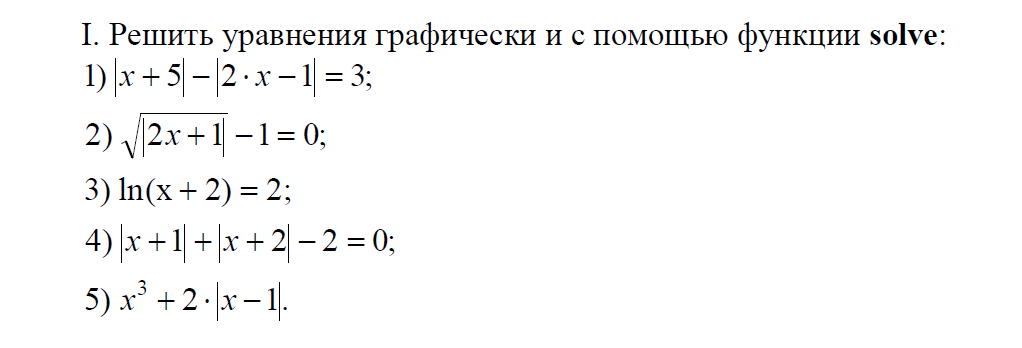 I. Решить уравнения графически и с помощью функции solve:
1) |x + 5| − |2 · x − 1| = 3;
2) √|2x + 1| − 1 = 0;
3) ln(x + 2) = 2;
4) |x + 1| + |x + 2| − 2 = 0;
5) x³ + 2 · |x − 1|.